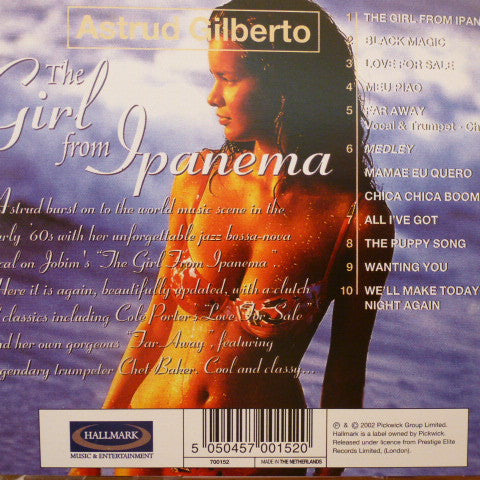 Astrud Gilberto
The
Girl
from
Ipanema
Astrud burst on to the world music scene in the
early '60s with her unforgettable jazz bossa-nova
cal on Jobim's "The Girl From Ipanema"
Here it is again, beautifully updated, with a clutch
f classics including Cole Porter's "Love For Sale"
nd her own gorgeous "Far Away", featuring
egendary trumpeter Chet Baker. Cool and classy...
1 THE GIRL FROM IPAN
2 BLACK MAGIC
3 LOVE FOR SALE
4 MEU PIAO
5 FAR AWAY
Vocal & Trumpet - Ch
6 MEDLEY
MAMAE EU QUERO
CHICA CHICA BOOM
7 ALL I'VE GOT
8 THE PUPPY SONG
9 WANTING YOU
10 WE'LL MAKE TODAY
NIGHT AGAIN
HALLMARK
MUSIC & ENTERTAINMENT
5 050457 001520
700152 MADE IN THE NETHERLANDS.
℗ & © 2002 Pickwick Group Limited.
Hallmark is a label owned by Pickwick.
Released under licence from Prestige Elite
Records Limited, (London).